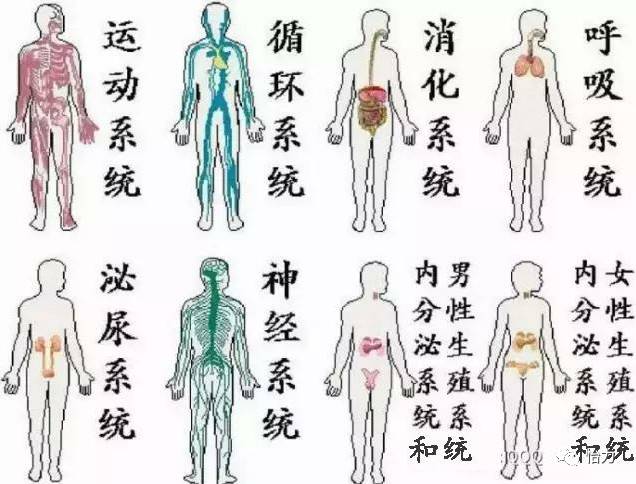 运动系统
循环系统
消化系统
呼吸系统
泌尿系统
神经系统
内分泌系统和
男性生殖系统
内分泌系统和
女性生殖系统